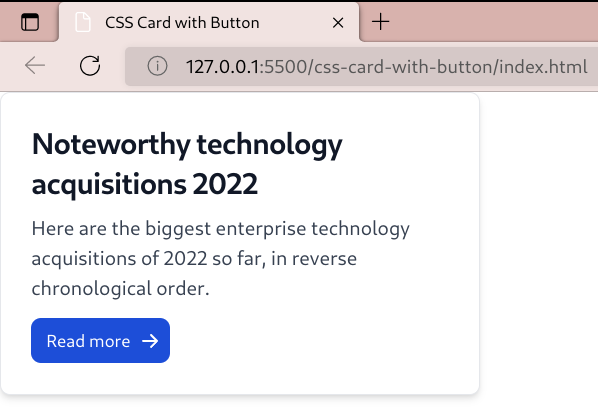 CSS Card with Button
127.0.0.1:5500/css-card-with-button/index.html
Noteworthy technology
acquisitions 2022
Here are the biggest enterprise technology
acquisitions of 2022 so far, in reverse
chronological order.
Read more